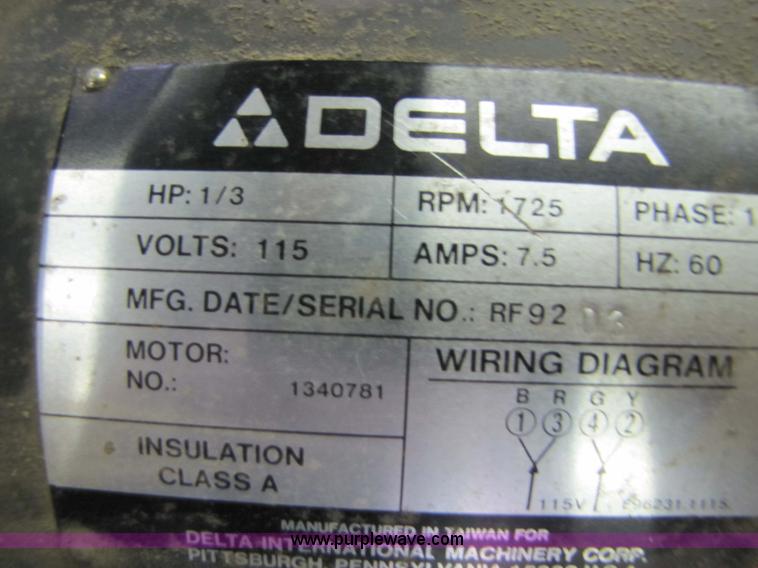 DELTA
HP: 1/3 RPM: 1725 PHASE: 1
VOLTS: 115 AMPS: 7.5 HZ: 60
MFG. DATE/SERIAL NO.: RF92
MOTOR:
NO.: 1340781
WIRING DIAGRAM
B R G Y
1 3 4 2
115V
INSULATION
CLASS A
MANUFACTURED IN TAIWAN FOR
DELTA INTERNATIONAL MACHINERY CORP.
www.purplewave.com
PITTSBURGH, PENNSYLVANIA